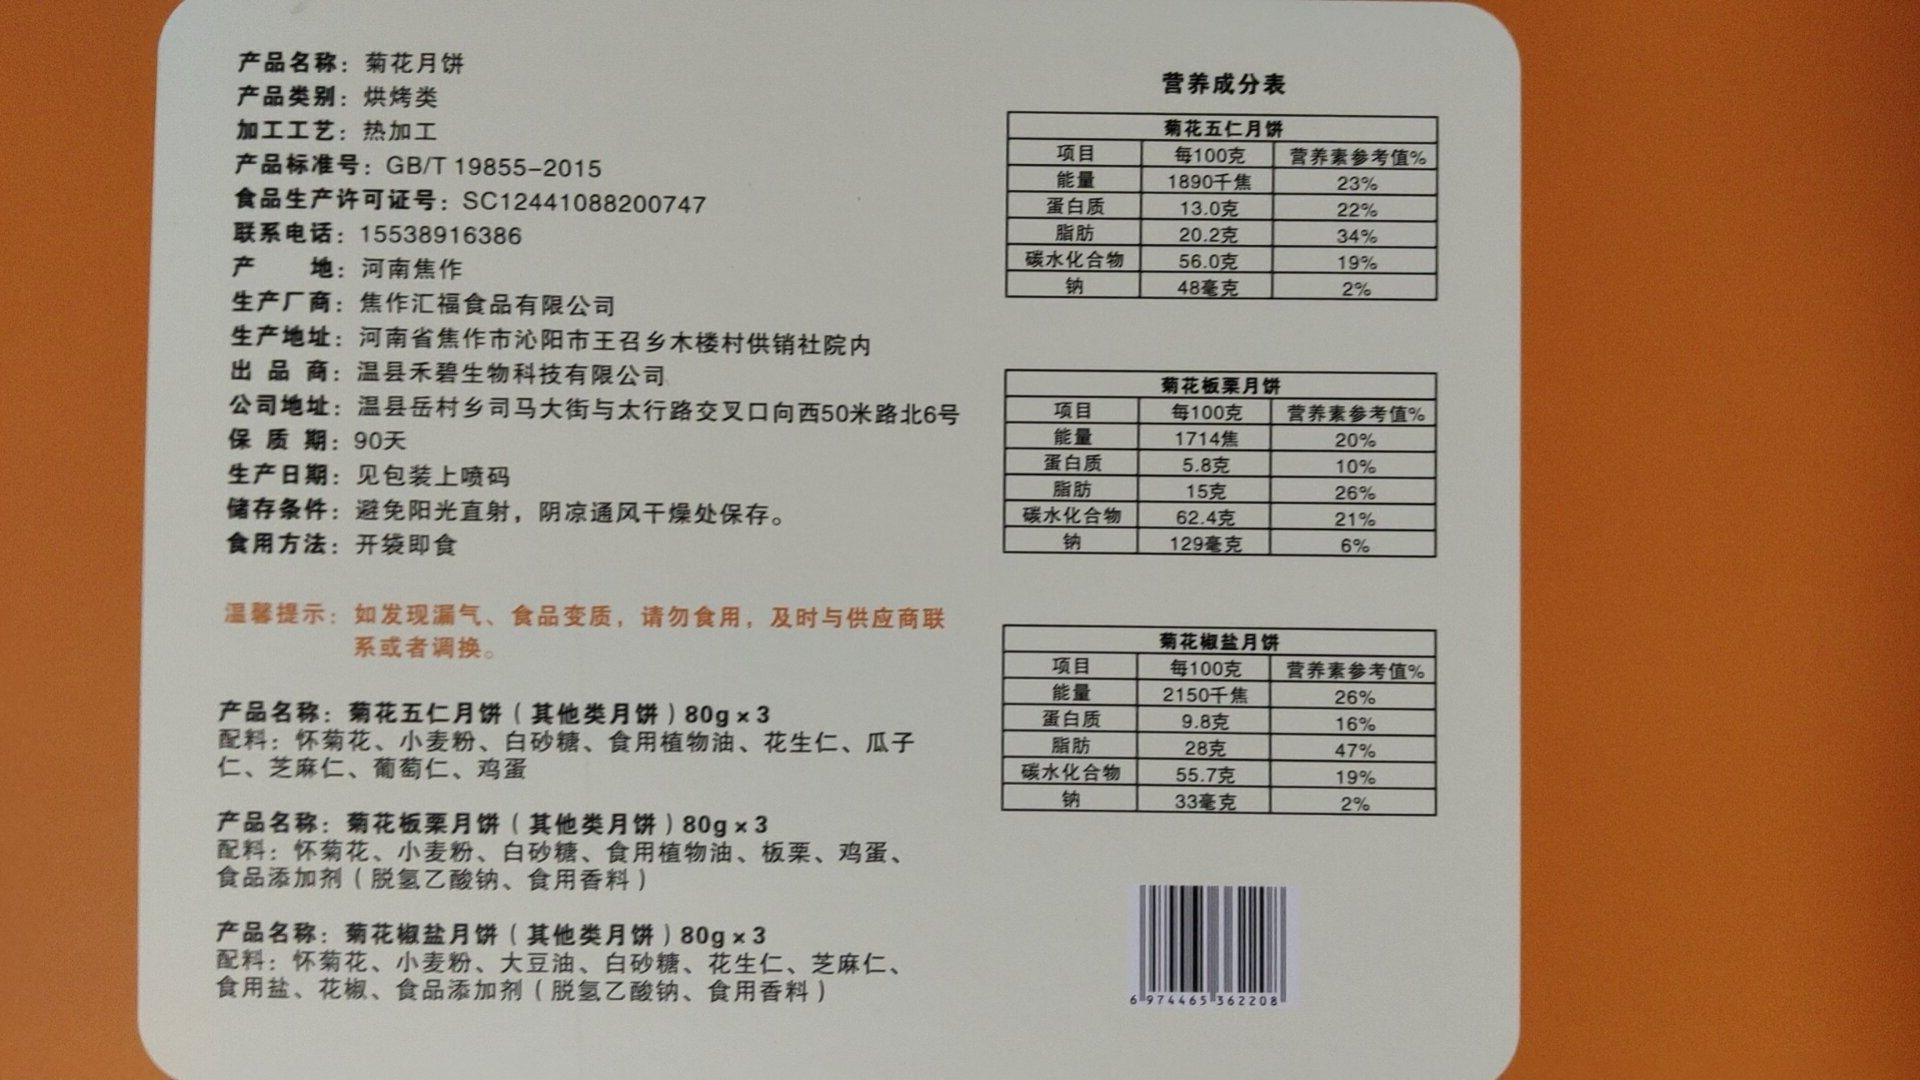 产品名称：菊花月饼
产品类别：烘烤类
加工工艺：热加工
产品标准号：GB/T 19855-2015
食品生产许可证号：SC12441088200747
联系电话：15538916386
产 地：河南焦作
生产厂商：焦作汇福食品有限公司
生产地址：河南省焦作市沁阳市王召乡木楼村供销社院内
出 品 商：温县禾碧生物科技有限公司
公司地址：温县岳村乡司马大街与太行路交叉口向西50米路北6号
保 质 期：90天
生产日期：见包装上喷码
储存条件：避免阳光直射，阴凉通风干燥处保存。
食用方法：开袋即食
温馨提示：如发现漏气、食品变质，请勿食用，及时与供应商联
系或者调换。
产品名称：菊花五仁月饼（其他类月饼）80g×3
配料：怀菊花、小麦粉、白砂糖、食用植物油、花生仁、瓜子
仁、芝麻仁、葡萄仁、鸡蛋
产品名称：菊花板栗月饼（其他类月饼）80g×3
配料：怀菊花、小麦粉、白砂糖、食用植物油、板栗、鸡蛋、
食品添加剂（脱氢乙酸钠、食用香料）
产品名称：菊花椒盐月饼（其他类月饼）80g×3
配料：怀菊花、小麦粉、大豆油、白砂糖、花生仁、芝麻仁、
食用盐、花椒、食品添加剂（脱氢乙酸钠、食用香料）
营养成分表
菊花五仁月饼
项目 每100克 营养素参考值%
能量 1890千焦 23%
蛋白质 13.0克 22%
脂肪 20.2克 34%
碳水化合物 56.0克 19%
钠 48毫克 2%
菊花板栗月饼
项目 每100克 营养素参考值%
能量 1714焦 20%
蛋白质 5.8克 10%
脂肪 15克 26%
碳水化合物 62.4克 21%
钠 129毫克 6%
菊花椒盐月饼
项目 每100克 营养素参考值%
能量 2150千焦 26%
蛋白质 9.8克 16%
脂肪 28克 47%
碳水化合物 55.7克 19%
钠 33毫克 2%
6 974465 362208